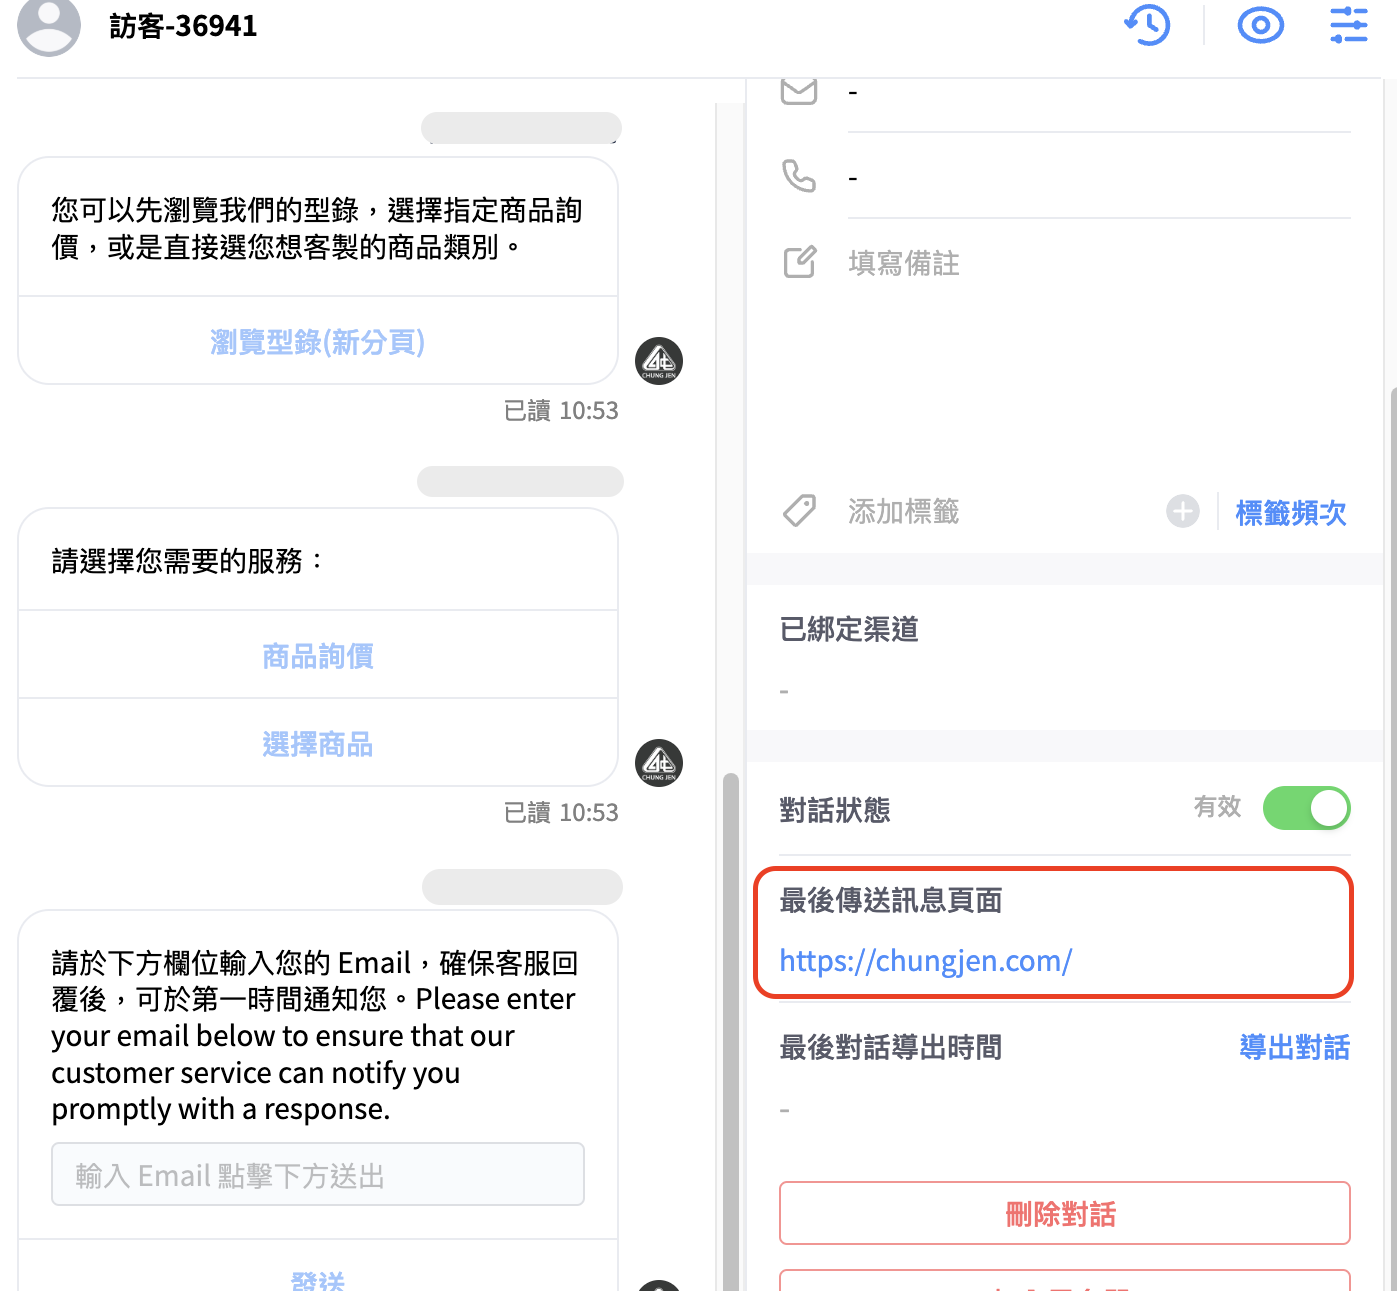 訪客-36941
您可以先瀏覽我們的型錄，選擇指定商品詢
價，或是直接選您想客製的商品類別。
瀏覽型錄(新分頁)
CHUNG JEN
已讀 10:53
請選擇您需要的服務：
商品詢價
選擇商品
CHUNG JEN
已讀 10:53
請於下方欄位輸入您的 Email，確保客服回
覆後，可於第一時間通知您。Please enter
your email below to ensure that our
customer service can notify you
promptly with a response.
輸入 Email 點擊下方送出
發送
-
-
填寫備註
添加標籤
標籤頻次
已綁定渠道
-
對話狀態
有效
最後傳送訊息頁面
https://chungjen.com/
最後對話導出時間
導出對話
-
刪除對話